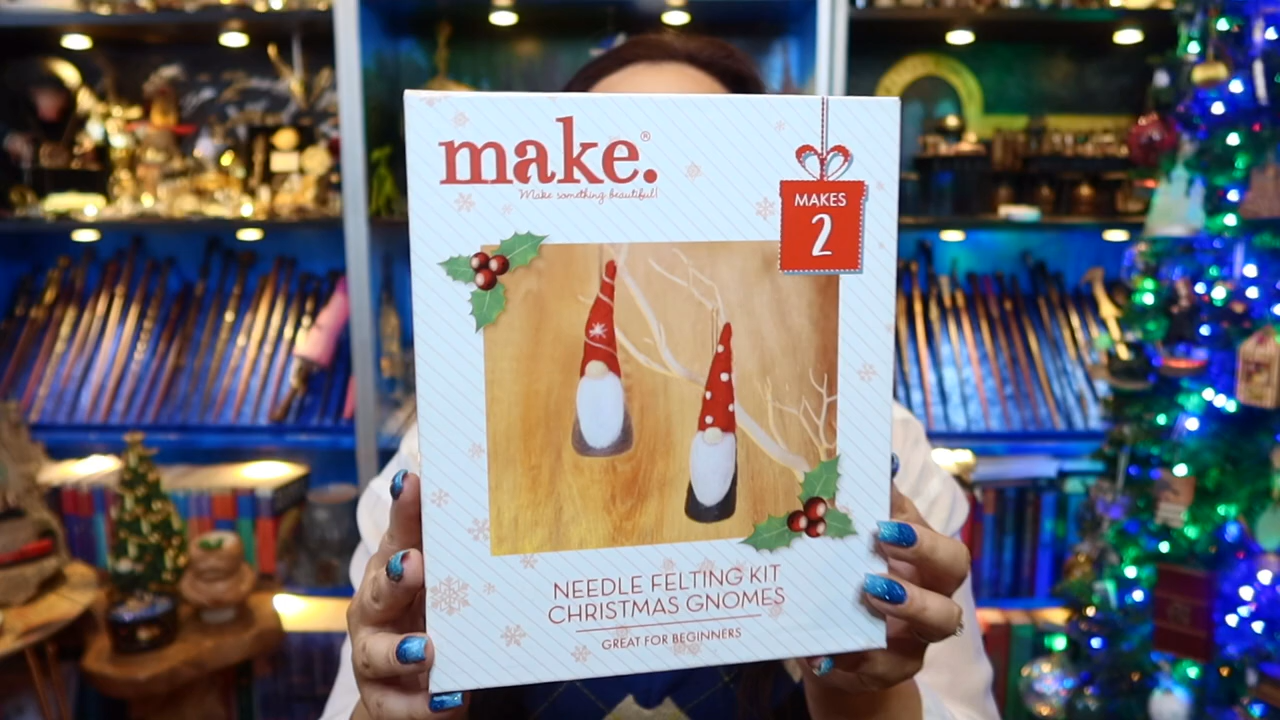 make.®
Make something beautiful!
MAKES
2
NEEDLE FELTING KIT
CHRISTMAS GNOMES
GREAT FOR BEGINNERS